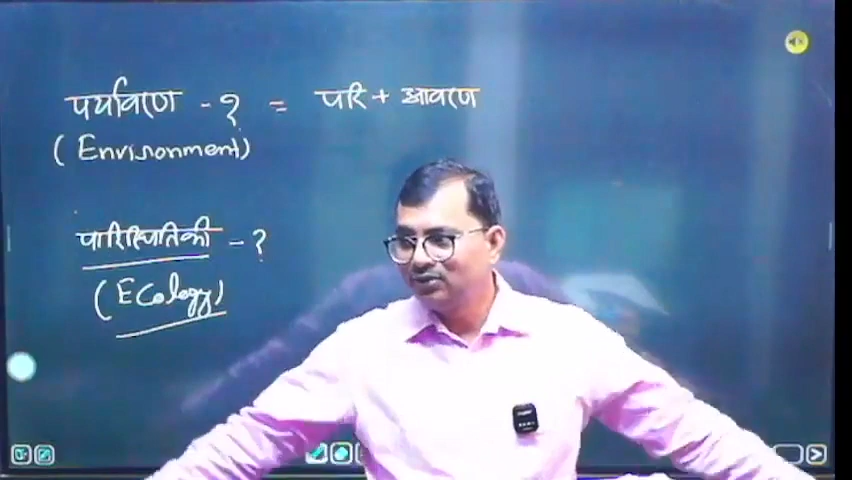 पर्यावरण - ? = परि + आवरण
(Environment)
पारिस्थितिकी - ?
(Ecology)